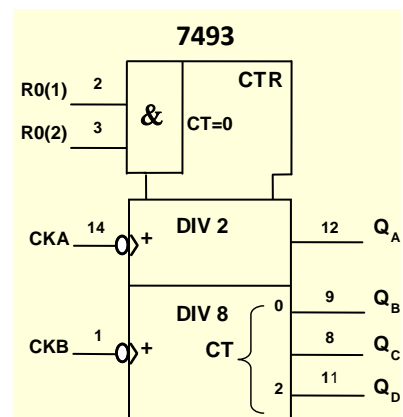 7493
CTR
R0(1) 2
& CT=0
R0(2) 3
CKA 14 + DIV 2 12 QA
DIV 8 0 9 QB
CKB 1 + CT 8 QC
2 11 QD